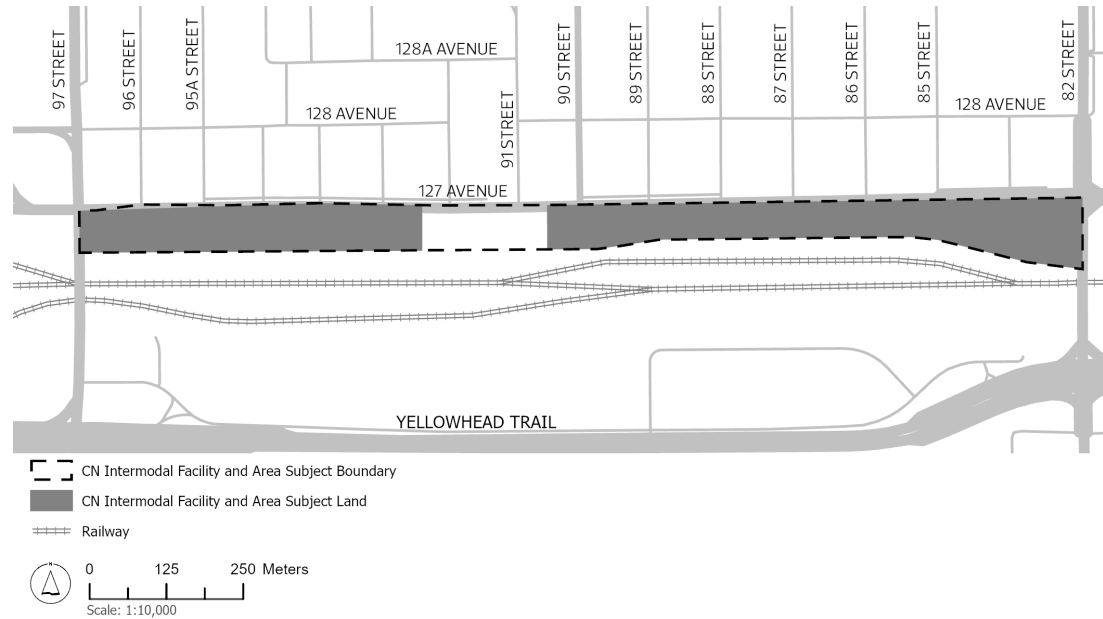 97 STREET
96 STREET
95A STREET
128A AVENUE
91 STREET
90 STREET
89 STREET
88 STREET
87 STREET
86 STREET
85 STREET
82 STREET
128 AVENUE
128 AVENUE
127 AVENUE
YELLOWHEAD TRAIL
CN Intermodal Facility and Area Subject Boundary
CN Intermodal Facility and Area Subject Land
Railway
N
0 125 250 Meters
Scale: 1:10,000